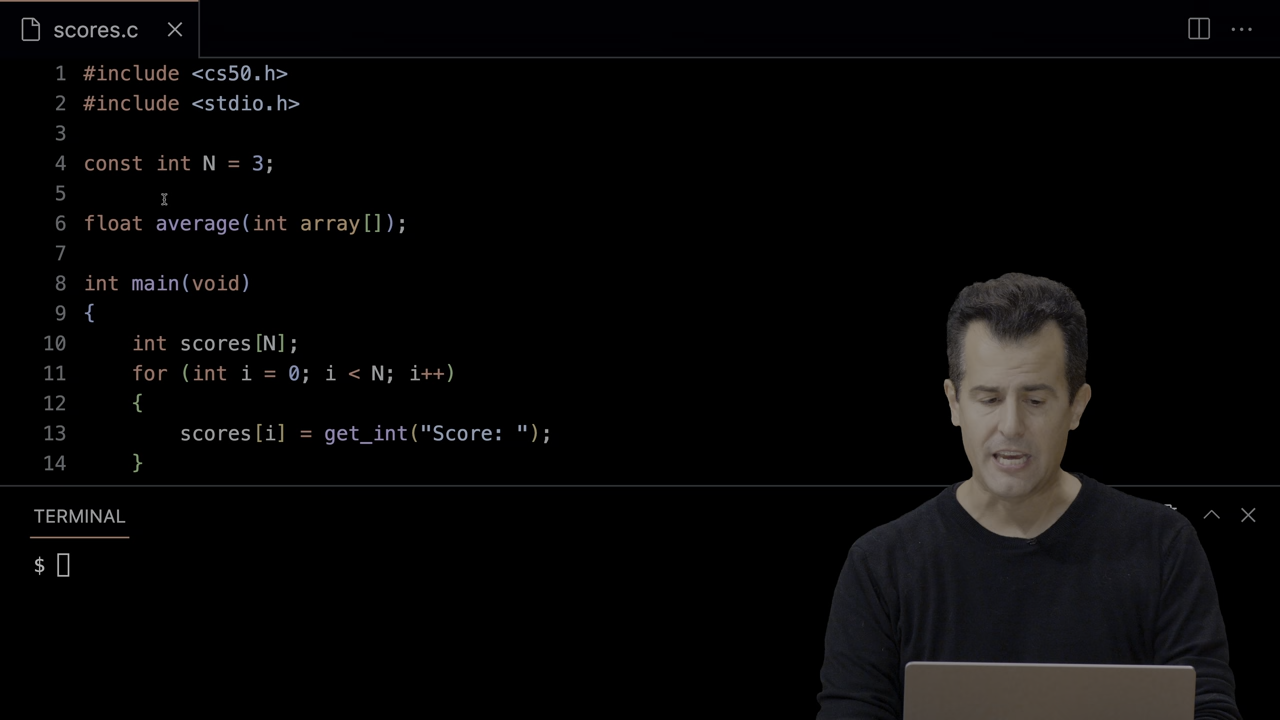 scores.c
1 #include <cs50.h>
2 #include <stdio.h>
3
4 const int N = 3;
5
6 float average(int array[]);
7
8 int main(void)
9 {
10     int scores[N];
11     for (int i = 0; i < N; i++)
12     {
13         scores[i] = get_int("Score: ");
14     }
TERMINAL
$